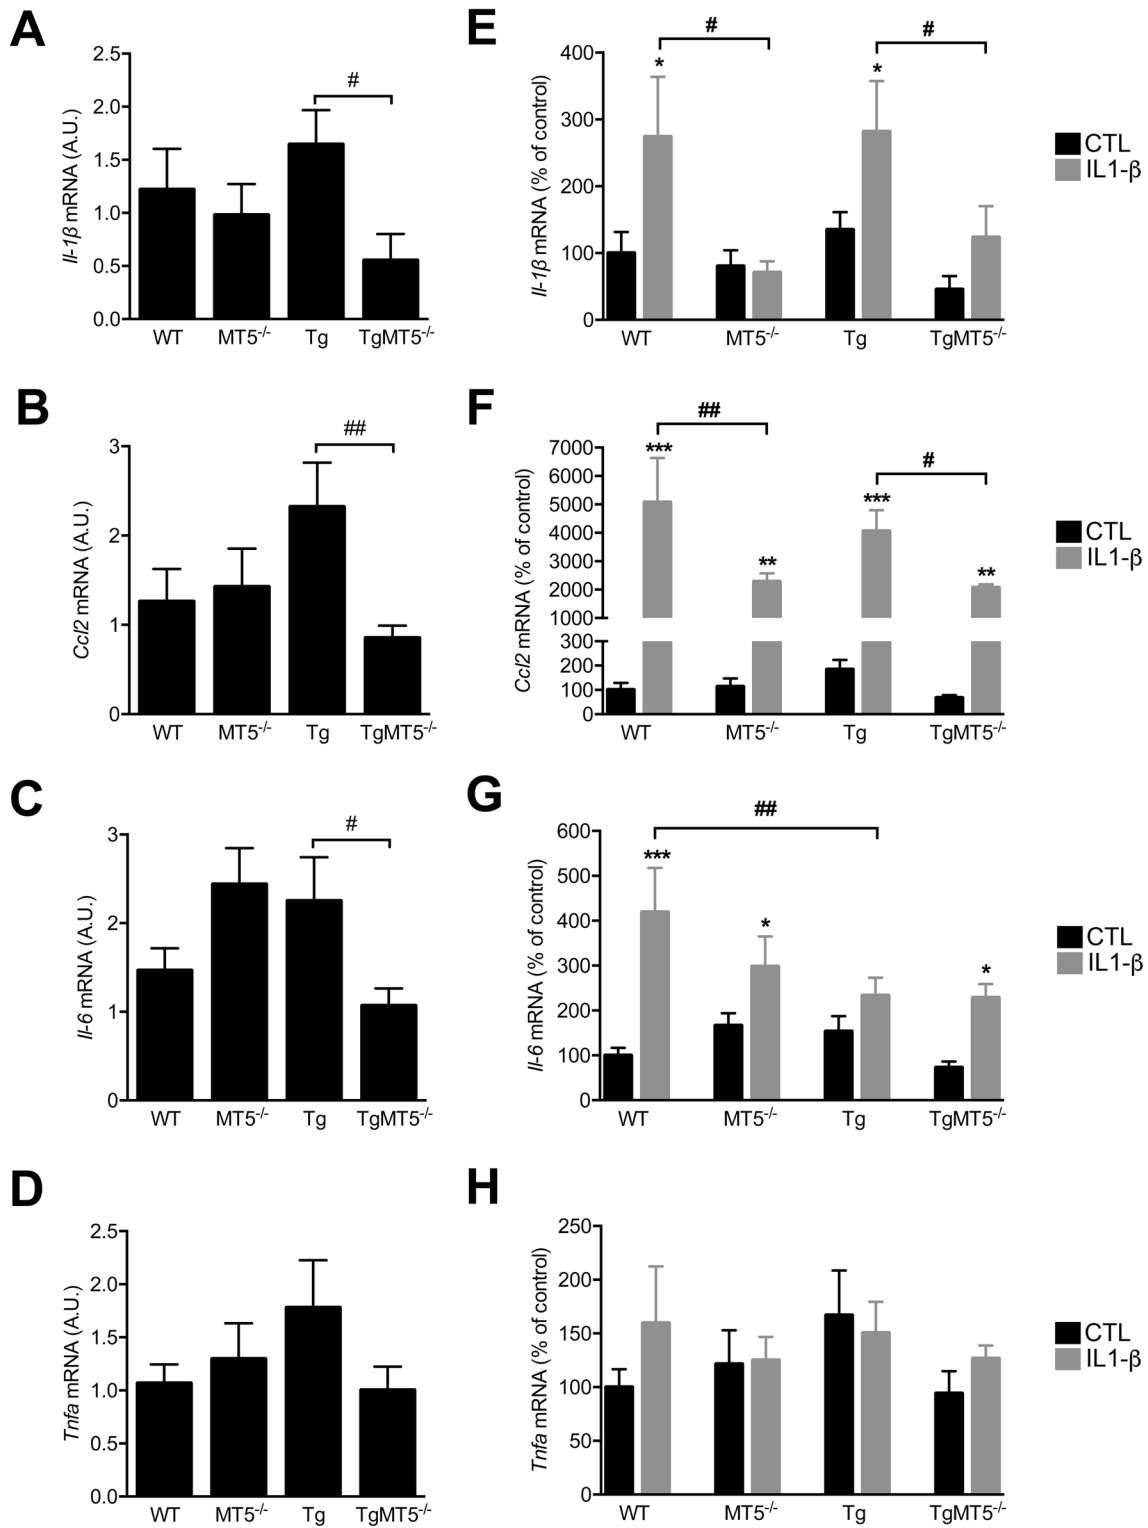 A
Il-1β mRNA (A.U.)
2.5
2.0
1.5
1.0
0.5
0.0
#
WT MT5-/- Tg TgMT5-/-
E
Il-1β mRNA (% of control)
400
300
200
100
0
# #
* *
WT MT5-/- Tg TgMT5-/-
CTL
IL1-β
B
Ccl2 mRNA (A.U.)
3
2
1
0
##
WT MT5-/- Tg TgMT5-/-
F
Ccl2 mRNA (% of control)
7000
6000
5000
4000
3000
2000
1000
300
200
100
0
## #
*** ** *** **
WT MT5-/- Tg TgMT5-/-
CTL
IL1-β
C
Il-6 mRNA (A.U.)
3
2
1
0
#
WT MT5-/- Tg TgMT5-/-
G
Il-6 mRNA (% of control)
600
500
400
300
200
100
0
##
*** * *
WT MT5-/- Tg TgMT5-/-
CTL
IL1-β
D
Tnfa mRNA (A.U.)
2.5
2.0
1.5
1.0
0.5
0.0
WT MT5-/- Tg TgMT5-/-
H
Tnfa mRNA (% of control)
250
200
150
100
50
0
WT MT5-/- Tg TgMT5-/-
CTL
IL1-β